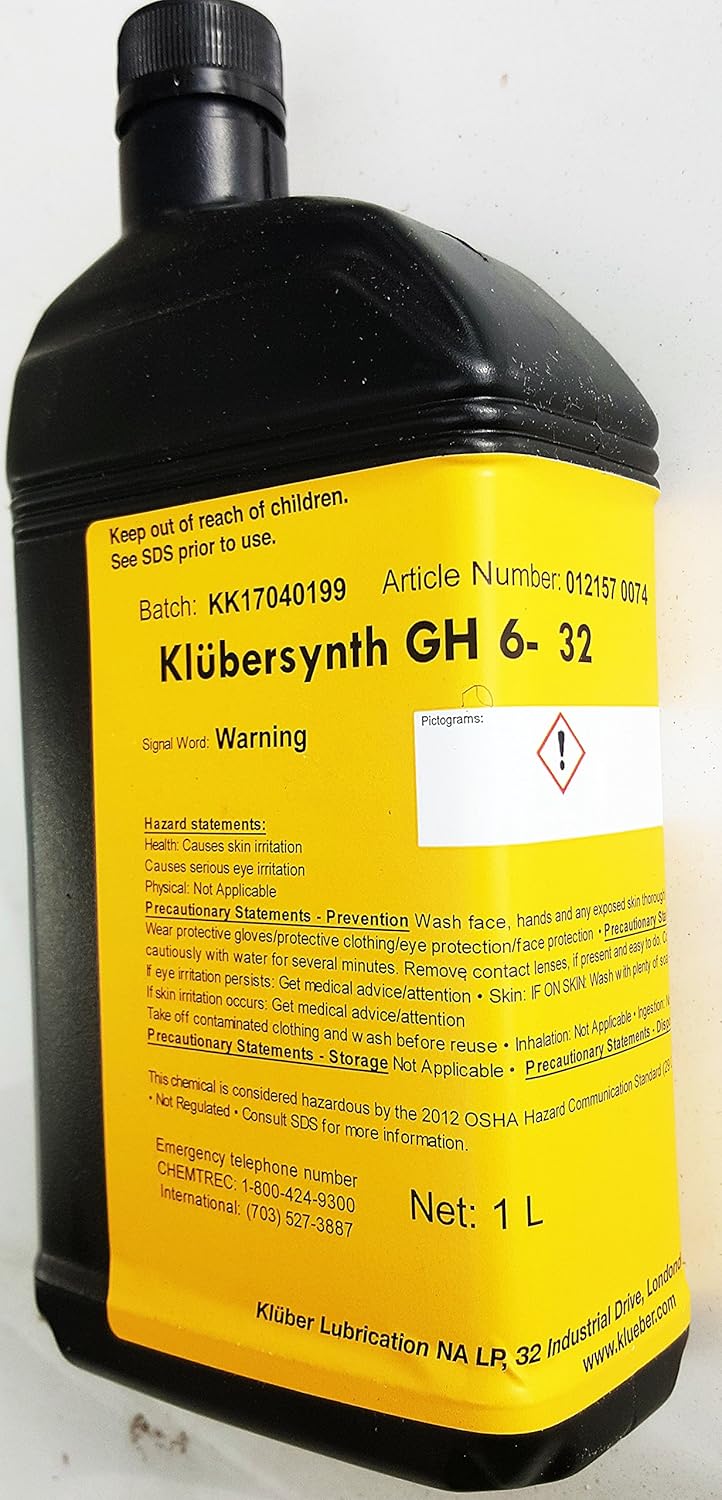 Keep out of reach of children.
See SDS prior to use.
Batch: KK17040199
Article Number: 012157 0074
Klübersynth GH 6- 32
Signal Word: Warning
Pictograms:
!
Hazard statements:
Health: Causes skin irritation
Causes serious eye irritation
Physical: Not Applicable
Precautionary Statements - Prevention Wash face, hands and any exposed skin thorough
Wear protective gloves/protective clothing/eye protection/face protection • Precautionary
cautiously with water for several minutes. Remove contact lenses, if present and easy to do.
If eye irritation persists: Get medical advice/attention • Skin: IF ON SKIN: Wash with plenty of
If skin irritation occurs: Get medical advice/attention
Take off contaminated clothing and wash before reuse • Inhalation: Not Applicable • Ingestion:
Precautionary Statements - Storage Not Applicable • Precautionary Statements -
This chemical is considered hazardous by the 2012 OSHA Hazard Communication Standard
• Not Regulated • Consult SDS for more information.
Emergency telephone number
CHEMTREC: 1-800-424-9300
International: (703) 527-3887
Net: 1 L
Klüber Lubrication NA LP, 32 Industrial Drive, Londond
www.klueber.com